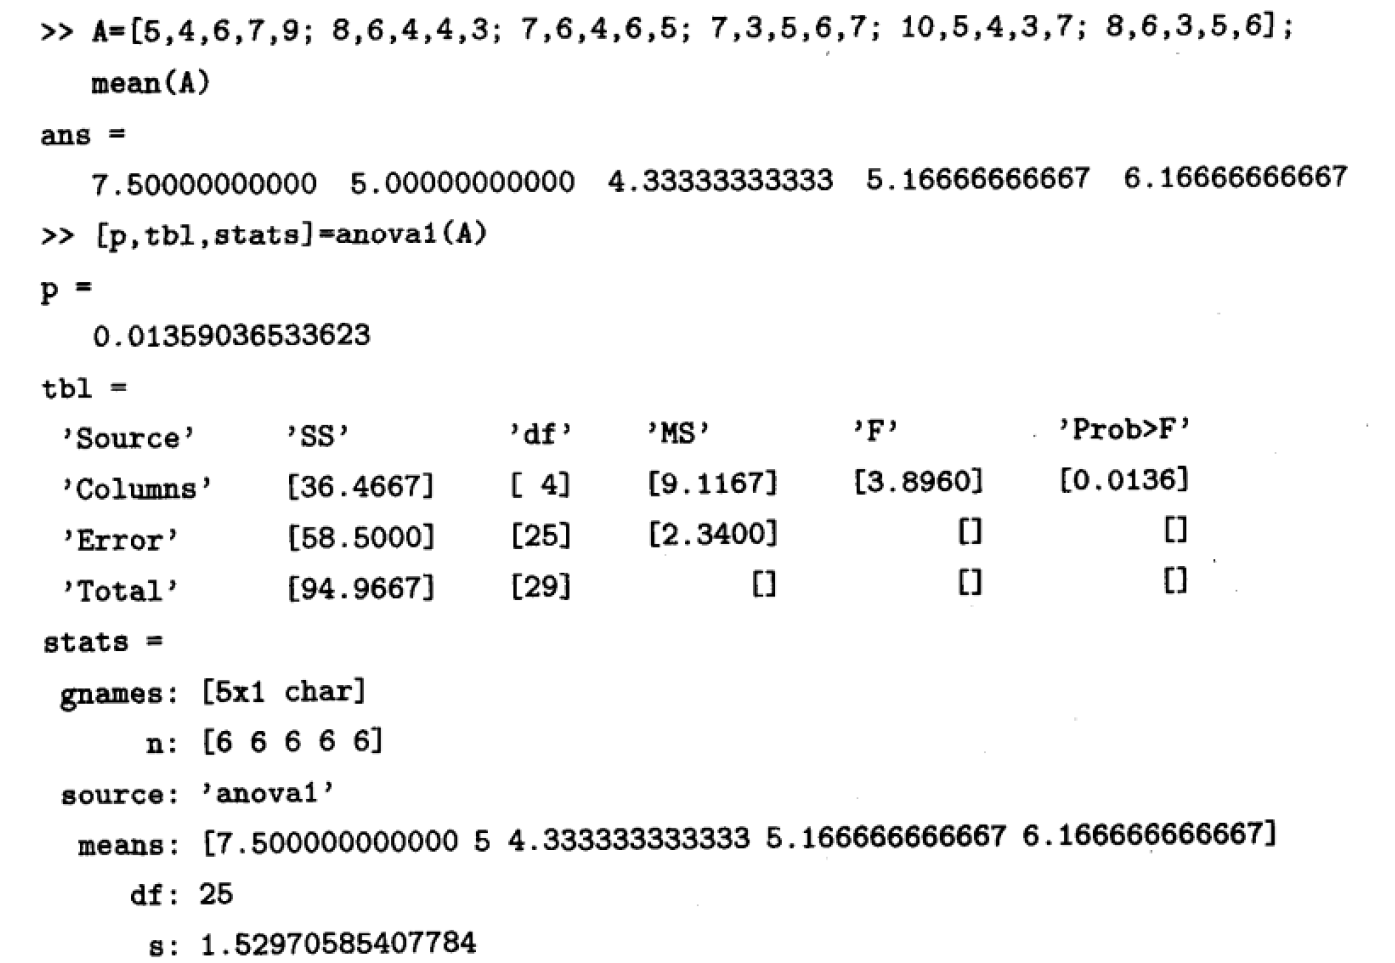 >> A=[5,4,6,7,9; 8,6,4,4,3; 7,6,4,6,5; 7,3,5,6,7; 10,5,4,3,7; 8,6,3,5,6];
mean(A)
ans =
7.50000000000 5.00000000000 4.33333333333 5.16666666667 6.16666666667
>> [p,tbl,stats]=anova1(A)
p =
0.01359036533623
tbl =
'Source' 'SS' 'df' 'MS' 'F' 'Prob>F'
'Columns' [36.4667] [ 4] [9.1167] [3.8960] [0.0136]
'Error' [58.5000] [25] [2.3400] [] []
'Total' [94.9667] [29] [] [] []
stats =
gnames: [5x1 char]
n: [6 6 6 6 6]
source: 'anova1'
means: [7.500000000000 5 4.333333333333 5.166666666667 6.166666666667]
df: 25
s: 1.52970585407784